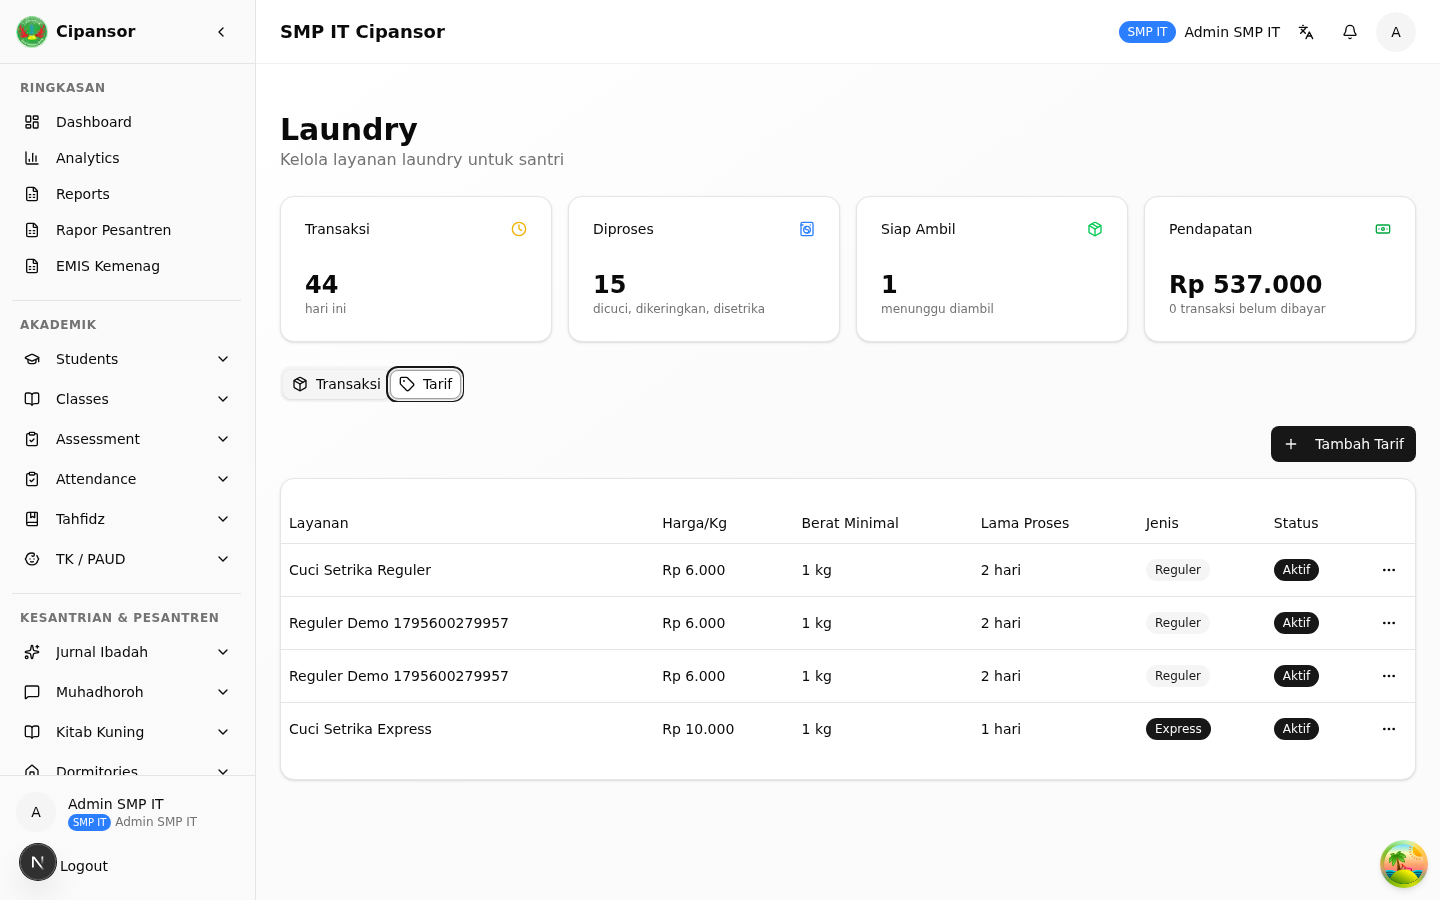 Cipansor
SMP IT Cipansor
SMP IT Admin SMP IT
A
RINGKASAN
Dashboard
Analytics
Reports
Rapor Pesantren
EMIS Kemenag
AKADEMIK
Students
Classes
Assessment
Attendance
Tahfidz
TK / PAUD
KESANTRIAN & PESANTREN
Jurnal Ibadah
Muhadhoroh
Kitab Kuning
Dormitories
A
Admin SMP IT
SMP IT Admin SMP IT
N
Logout
Laundry
Kelola layanan laundry untuk santri
Transaksi
44
hari ini
Diproses
15
dicuci, dikeringkan, disetrika
Siap Ambil
1
menunggu diambil
Pendapatan
Rp 537.000
0 transaksi belum dibayar
Transaksi
Tarif
Tambah Tarif
Layanan Harga/Kg Berat Minimal Lama Proses Jenis Status
Cuci Setrika Reguler Rp 6.000 1 kg 2 hari Reguler Aktif
Reguler Demo 1795600279957 Rp 6.000 1 kg 2 hari Reguler Aktif
Reguler Demo 1795600279957 Rp 6.000 1 kg 2 hari Reguler Aktif
Cuci Setrika Express Rp 10.000 1 kg 1 hari Express Aktif